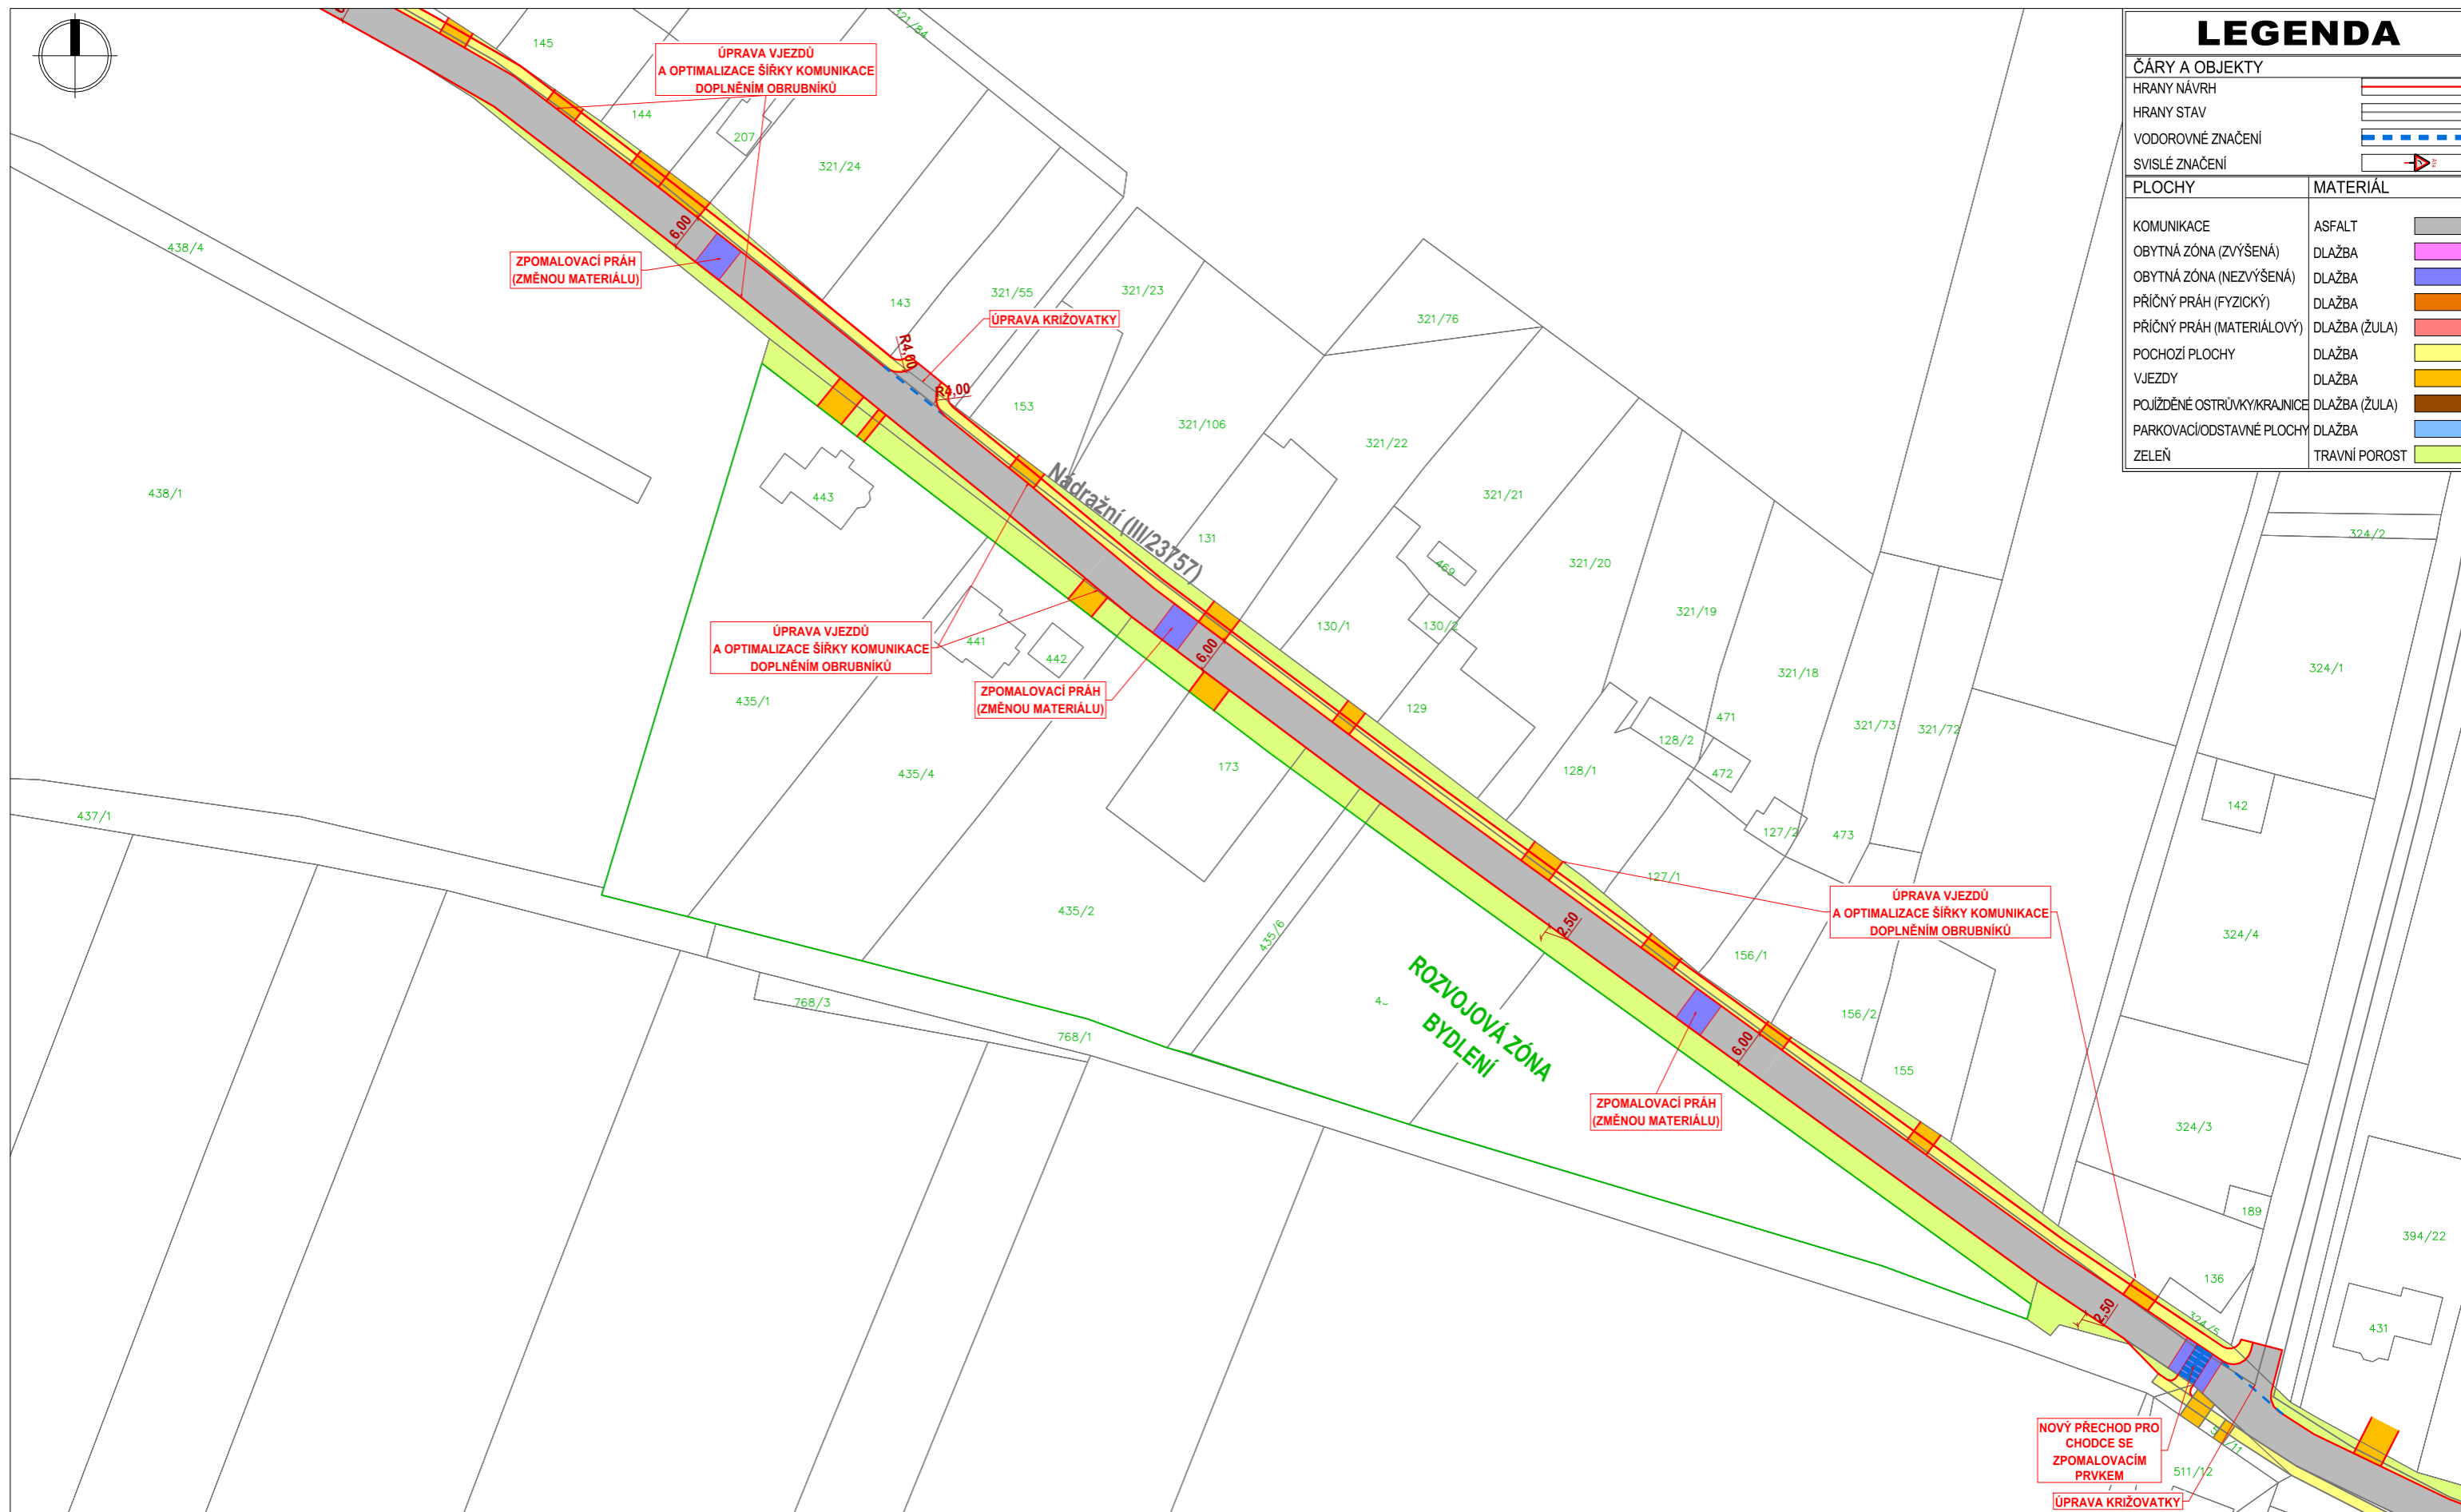 LEGENDA
ČÁRY A OBJEKTY
HRANY NÁVRH
HRANY STAV
VODOROVNÉ ZNAČENÍ
SVISLÉ ZNAČENÍ
PLOCHY MATERIÁL
KOMUNIKACE ASFALT
OBYTNÁ ZÓNA (ZVÝŠENÁ) DLAŽBA
OBYTNÁ ZÓNA (NEZVÝŠENÁ) DLAŽBA
PŘÍČNÝ PRÁH (FYZICKÝ) DLAŽBA
PŘÍČNÝ PRÁH (MATERIÁLOVÝ) DLAŽBA (ŽULA)
POCHOZÍ PLOCHY DLAŽBA
VJEZDY DLAŽBA
POJÍŽDĚNÉ OSTRŮVKY/KRAJNICE DLAŽBA (ŽULA)
PARKOVACÍ/ODSTAVNÉ PLOCHY DLAŽBA
ZELEŇ TRAVNÍ POROST
ÚPRAVA VJEZDŮ
A OPTIMALIZACE ŠÍŘKY KOMUNIKACE
DOPLNĚNÍM OBRUBNÍKŮ
145
321/84
144
207
321/24
438/4
6,00
ZPOMALOVACÍ PRÁH
(ZMĚNOU MATERIÁLU)
143
321/55
321/23
ÚPRAVA KRIŽOVATKY
R4,00
R4,00
321/76
153
321/106
321/22
438/1
443
321/21
Nádražní (III/23757)
131
469
321/20
324/2
321/19
130/1
130/2
ÚPRAVA VJEZDŮ
A OPTIMALIZACE ŠÍŘKY KOMUNIKACE
DOPLNĚNÍM OBRUBNÍKŮ
441
442
6,00
ZPOMALOVACÍ PRÁH
(ZMĚNOU MATERIÁLU)
435/1
321/18
324/1
129
471
321/73
321/72
128/2
173
128/1
472
435/4
142
437/1
127/2
473
127/1
ÚPRAVA VJEZDŮ
A OPTIMALIZACE ŠÍŘKY KOMUNIKACE
DOPLNĚNÍM OBRUBNÍKŮ
435/2
435/6
2,50
324/4
156/1
768/3
768/1
ROZVOJOVÁ ZÓNA
BYDLENÍ
156/2
6,00
155
ZPOMALOVACÍ PRÁH
(ZMĚNOU MATERIÁLU)
324/3
189
394/22
136
2,50
324/5
431
NOVÝ PŘECHOD PRO
CHODCE SE
ZPOMALOVACÍM
PRVKEM
511/12
ÚPRAVA KRIŽOVATKY